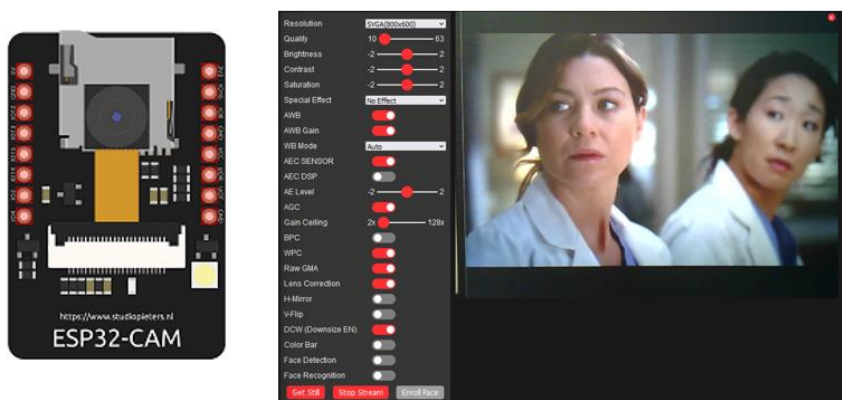 https://www.studiopieters.nl
ESP32-CAM
Resolution SVGA(800x600)
Quality 10 63
Brightness -2 2
Contrast -2 2
Saturation -2 2
Special Effect No Effect
AWB
AWB Gain
WB Mode Auto
AEC SENSOR
AEC DSP
AE Level -2 2
AGC
Gain Ceiling 2x 128x
BPC
WPC
Raw GMA
Lens Correction
H-Mirror
V-Flip
DCW (Downsize EN)
Color Bar
Face Detection
Face Recognition
Get Still Stop Stream Enroll Face